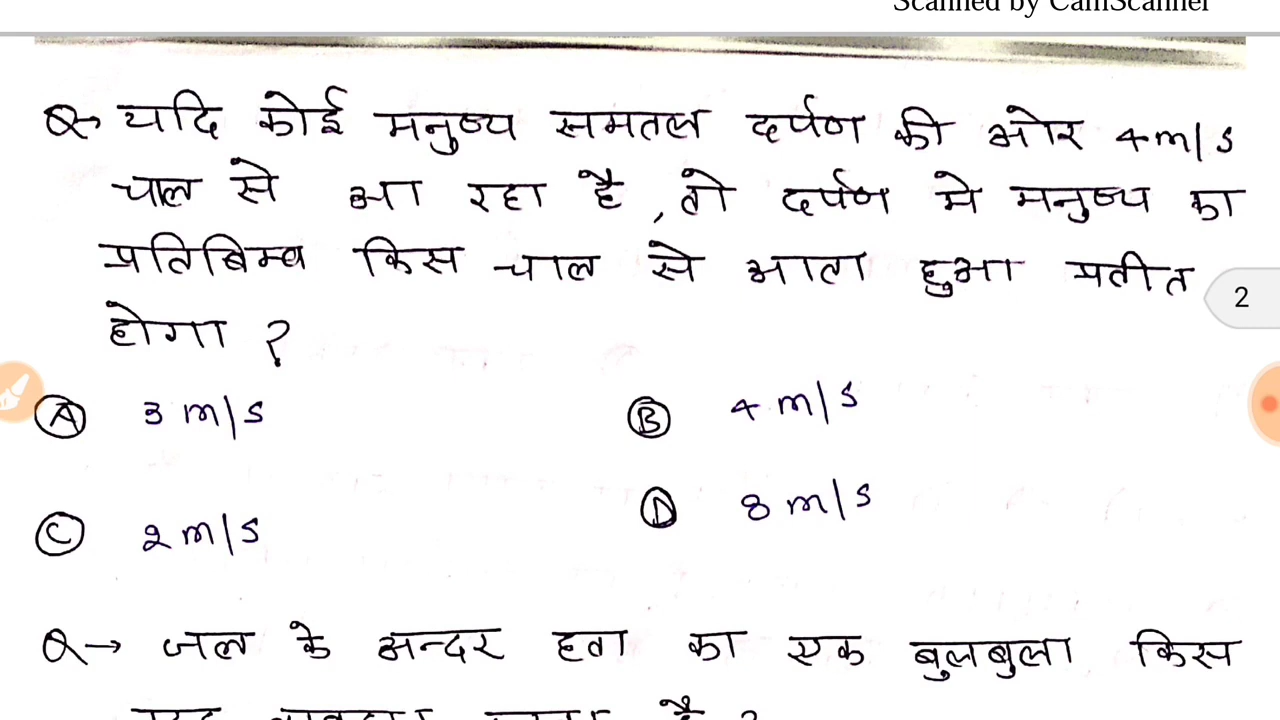 Scanned by CamScanner
Q→ यदि कोई मनुष्य समतल दर्पण की ओर 4m/s
चाल से आ रहा है, तो दर्पण मे मनुष्य का
प्रतिबिम्ब किस चाल से आता हुआ प्रतीत
2
होगा ?
A 3 m/s
B 4 m/s
C 2 m/s
D 8 m/s
Q→ जल के अन्दर हवा का एक बुलबुला किस